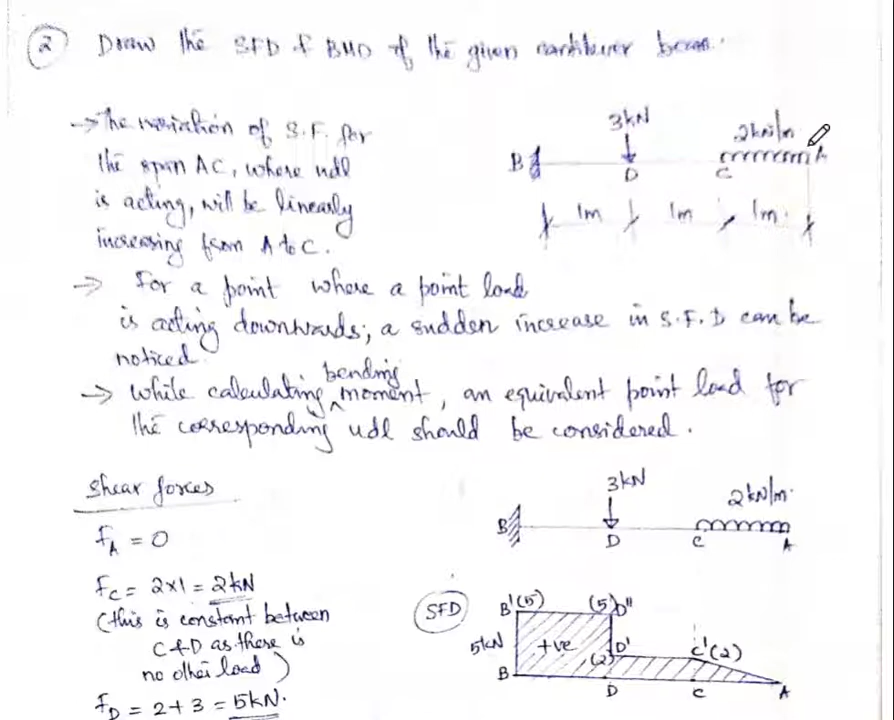 2 Draw the SFD & BMD of the given cantilever beam.
→ The variation of S.F. for
the span AC, where udl
is acting, will be linearly
increasing from A to C.
3kN
2kN/m
B
D
C
A
1m 1m 1m
→ For a point where a point load
is acting downwards, a sudden increase in S.F.D can be
noticed.
bending
→ While calculating ^ moment, an equivalent point load for
the corresponding udl should be considered.
Shear forces
F_A = 0
F_C = 2×1 = 2kN
(this is constant between
C & D as there is
no other load)
F_D = 2+3 = 5kN.
3kN
2kN/m.
B
D
C
A
SFD
B'(5) (5)D"
5kN
+ve
(2) D'
C'(2)
B
D
C
A